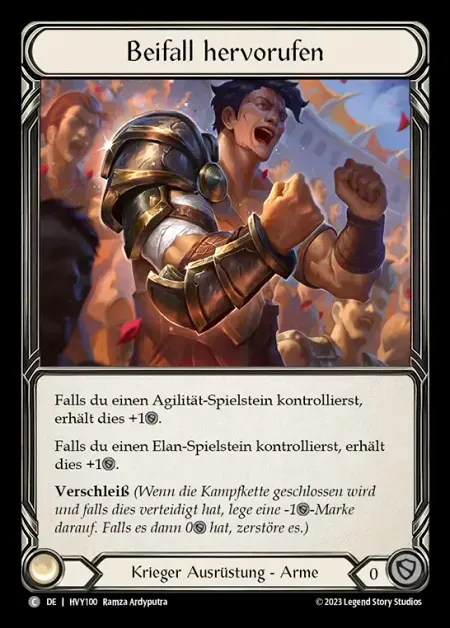 Beifall hervorufen
Falls du einen Agilität-Spielstein kontrollierst,
erhält dies +1.
Falls du einen Elan-Spielstein kontrollierst, erhält
dies +1.
Verschleiß (Wenn die Kampfkette geschlossen wird
und falls dies verteidigt hat, lege eine -1-Marke
darauf. Falls es dann 0 hat, zerstöre es.)
Krieger Ausrüstung - Arme
0
C DE | HVY100 Ramza Ardyputra
© 2023 Legend Story Studios